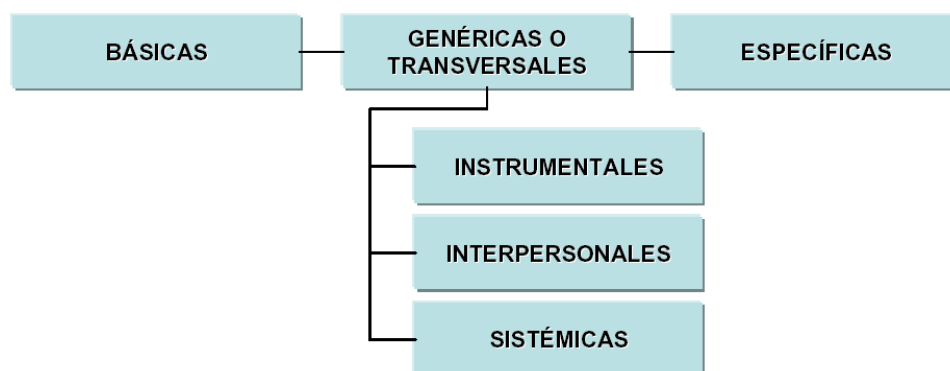 BÁSICAS
GENÉRICAS O
TRANSVERSALES
ESPECÍFICAS
INSTRUMENTALES
INTERPERSONALES
SISTÉMICAS